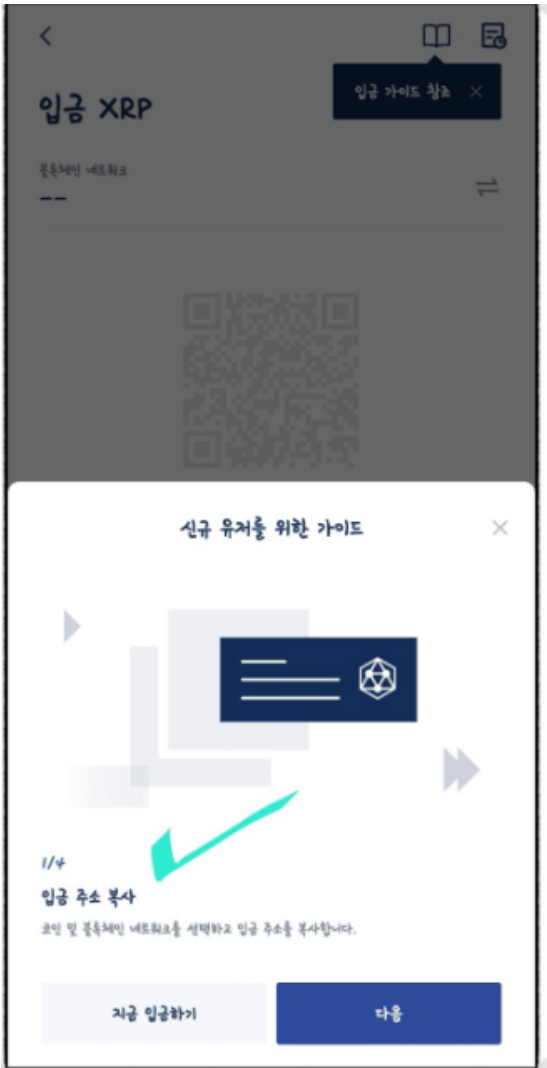 입금 가이드 참조
입금 XRP
블록체인 네트워크
--
신규 유저를 위한 가이드
1/4
입금 주소 복사
코인 및 블록체인 네트워크를 선택하고 입금 주소를 복사합니다.
지금 입금하기
다음